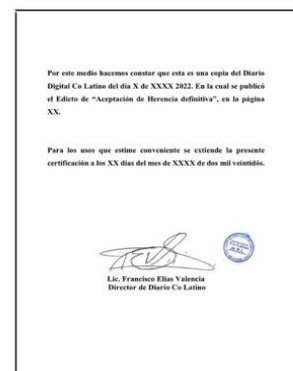 Por este medio hacemos constar que esta es una copia del Diario
Digital Co Latino del día X de XXXX 2022. En la cual se publicó
el Edicto de “Aceptación de Herencia definitiva”, en la página
XX.
Para los usos que estime conveniente se extiende la presente
certificación a los XX días del mes de XXXX de dos mil veintidós.
Lic. Francisco Elías Valencia
Director de Diario Co Latino